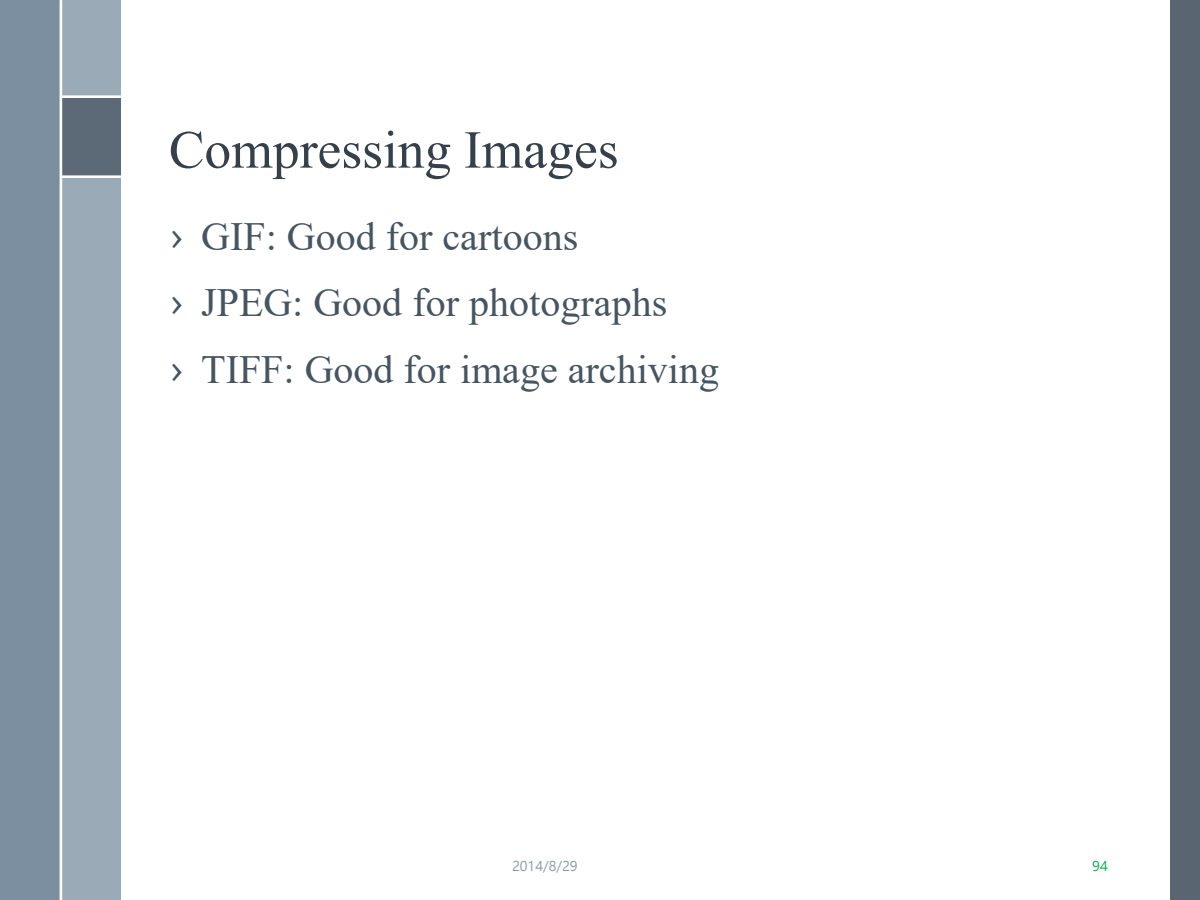 Compressing Images
› GIF: Good for cartoons
› JPEG: Good for photographs
› TIFF: Good for image archiving
2014/8/29
94